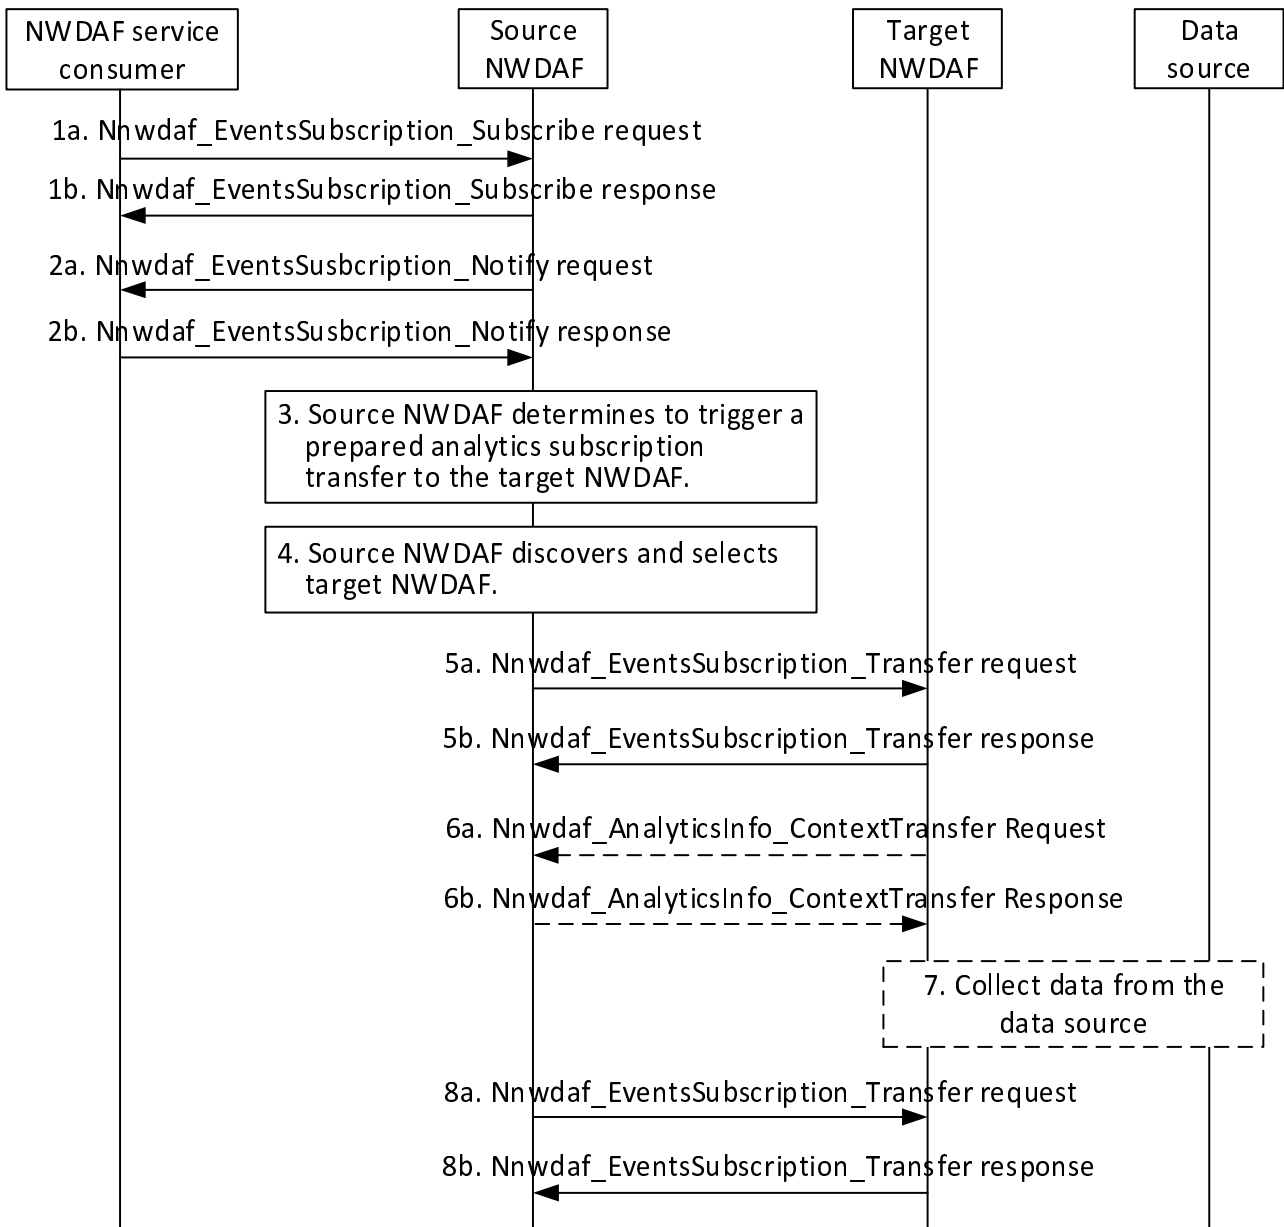 NWDAF service
consumer
Source
NWDAF
Target
NWDAF
Data
source
1a. Nnwdaf_EventsSubscription_Subscribe request
1b. Nnwdaf_EventsSubscription_Subscribe response
2a. Nnwdaf_EventsSusbcription_Notify request
2b. Nnwdaf_EventsSusbcription_Notify response
3. Source NWDAF determines to trigger a
prepared analytics subscription
transfer to the target NWDAF.
4. Source NWDAF discovers and selects
target NWDAF.
5a. Nnwdaf_EventsSubscription_Transfer request
5b. Nnwdaf_EventsSubscription_Transfer response
6a. Nnwdaf_AnalyticsInfo_ContextTransfer Request
6b. Nnwdaf_AnalyticsInfo_ContextTransfer Response
7. Collect data from the
data source
8a. Nnwdaf_EventsSubscription_Transfer request
8b. Nnwdaf_EventsSubscription_Transfer response